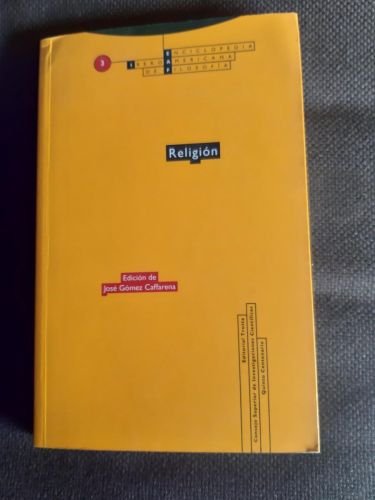 3
ENCICLOPEDIA
IBEROAMERICANA
DE FILOSOFÍA
Religión
Edición de
José Gómez Caffarena
Editorial Trotta
Consejo Superior de Investigaciones Científicas
Quinto Centenario